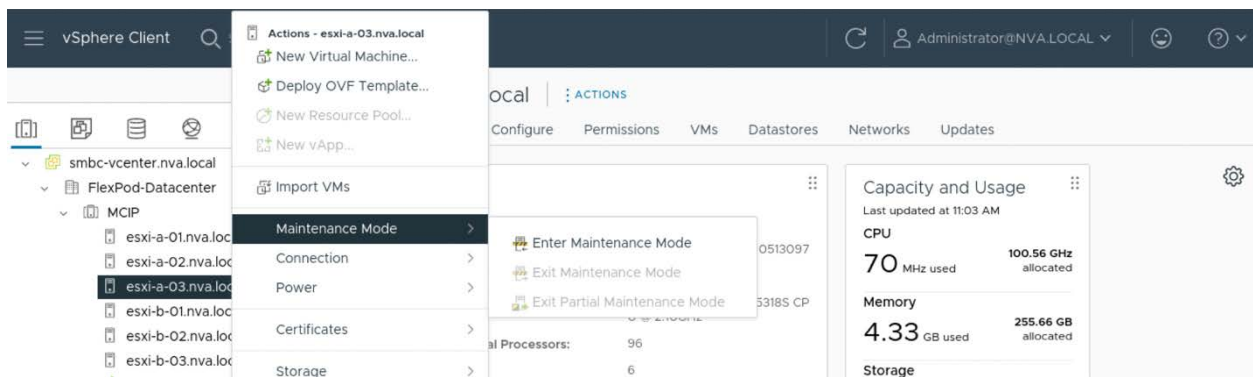 vSphere Client
Administrator@NVA.LOCAL
Actions - esxi-a-03.nva.local
New Virtual Machine...
Deploy OVF Template...
New Resource Pool...
New vApp...
Import VMs
Maintenance Mode
Connection
Power
Certificates
Storage
Enter Maintenance Mode
Exit Maintenance Mode
Exit Partial Maintenance Mode
smbc-vcenter.nva.local
FlexPod-Datacenter
MCIP
esxi-a-01.nva.loc
esxi-a-02.nva.loc
esxi-a-03.nva.loc
esxi-b-01.nva.loc
esxi-b-02.nva.loc
esxi-b-03.nva.loc
ocal
ACTIONS
Configure Permissions VMs Datastores Networks Updates
0513097
5318S CP
al Processors: 96
6
Capacity and Usage
Last updated at 11:03 AM
CPU
70 MHz used
100.56 GHz
allocated
Memory
4.33 GB used
255.66 GB
allocated
Storage